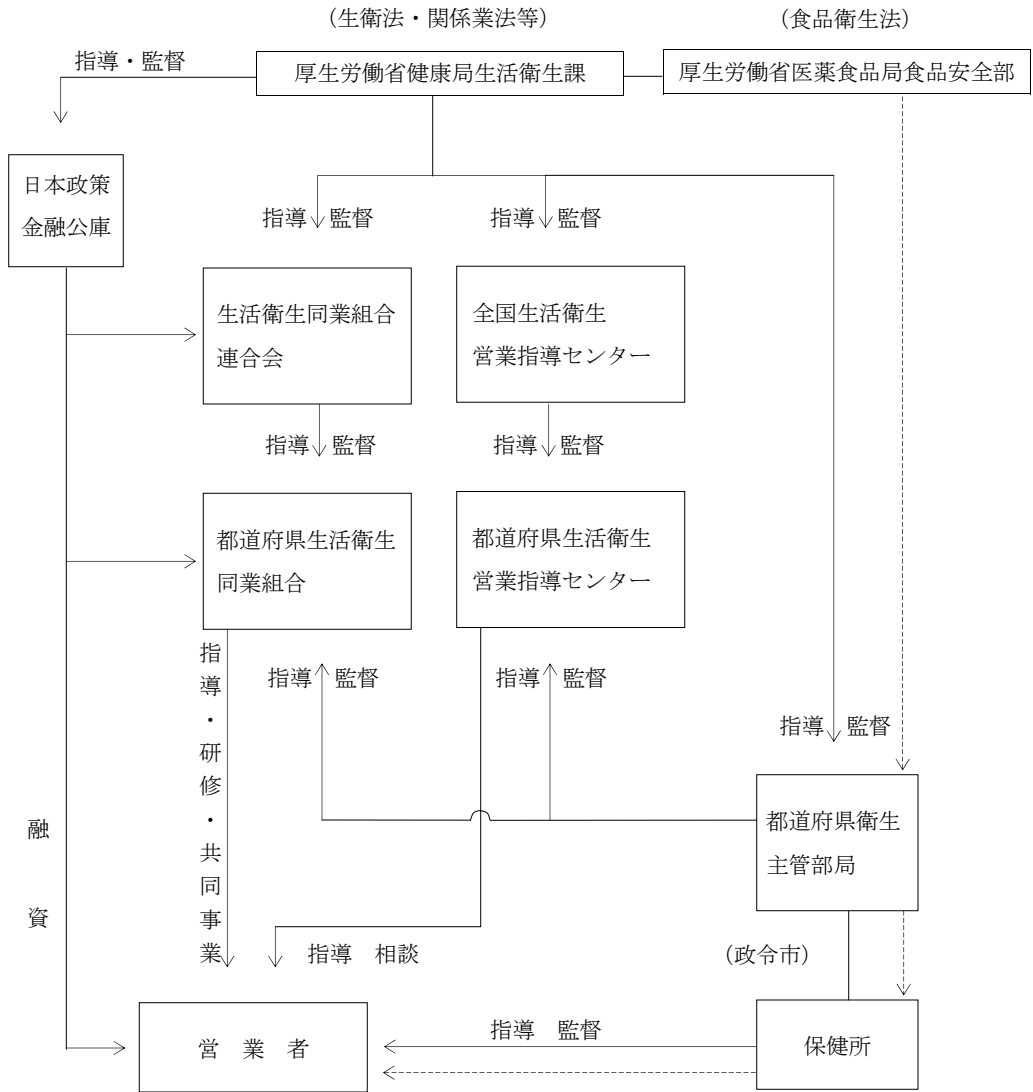 (生衛法・関係業法等)
(食品衛生法)
指導・監督
厚生労働省健康局生活衛生課
厚生労働省医薬食品局食品安全部
日本政策
金融公庫
指導 監督
指導 監督
生活衛生同業組合
連合会
全国生活衛生
営業指導センター
指導 監督
指導 監督
都道府県生活衛生
同業組合
都道府県生活衛生
営業指導センター
指導・研修・共同事業
指導 監督
指導 監督
指導 監督
融資
都道府県衛生
主管部局
指導 相談
(政令市)
営業者
指導 監督
保健所